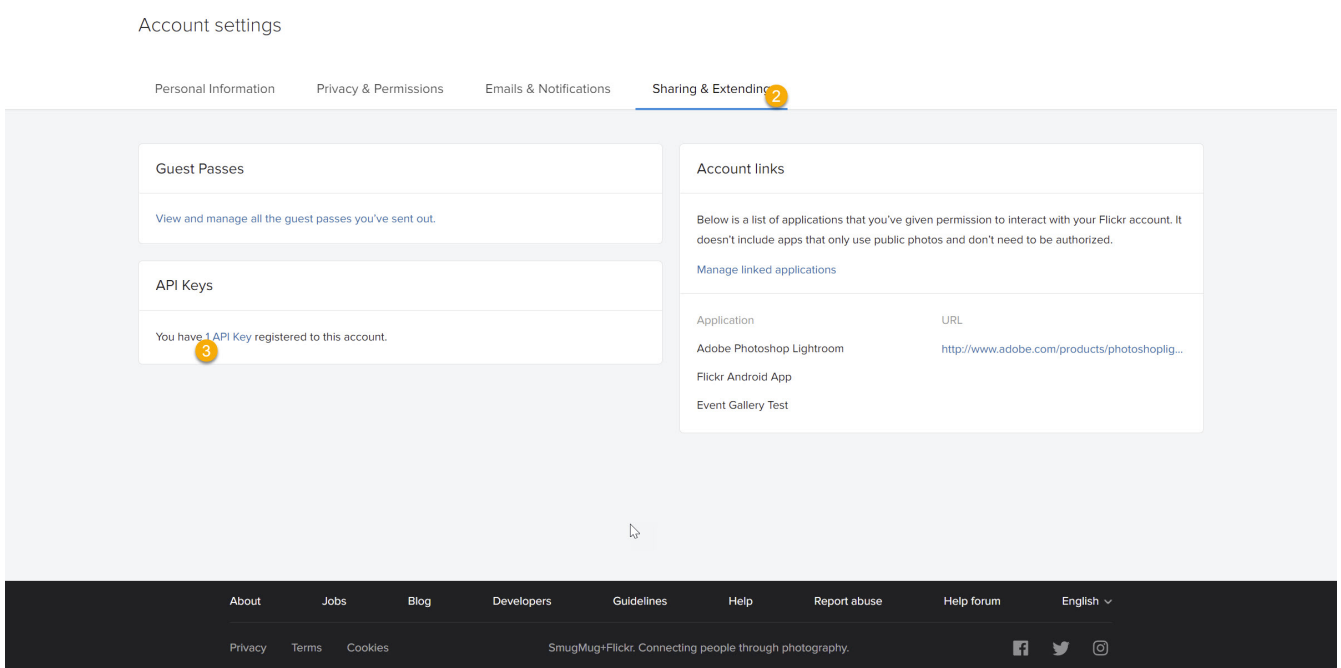 Account settings
Personal Information
Privacy & Permissions
Emails & Notifications
Sharing & Extending
2
Guest Passes
View and manage all the guest passes you've sent out.
API Keys
You have 1 API Key registered to this account.
3
Account links
Below is a list of applications that you've given permission to interact with your Flickr account. It
doesn't include apps that only use public photos and don't need to be authorized.
Manage linked applications
Application URL
Adobe Photoshop Lightroom http://www.adobe.com/products/photoshoplig...
Flickr Android App
Event Gallery Test
About Jobs Blog Developers Guidelines Help Report abuse Help forum English
Privacy Terms Cookies SmugMug+Flickr. Connecting people through photography.